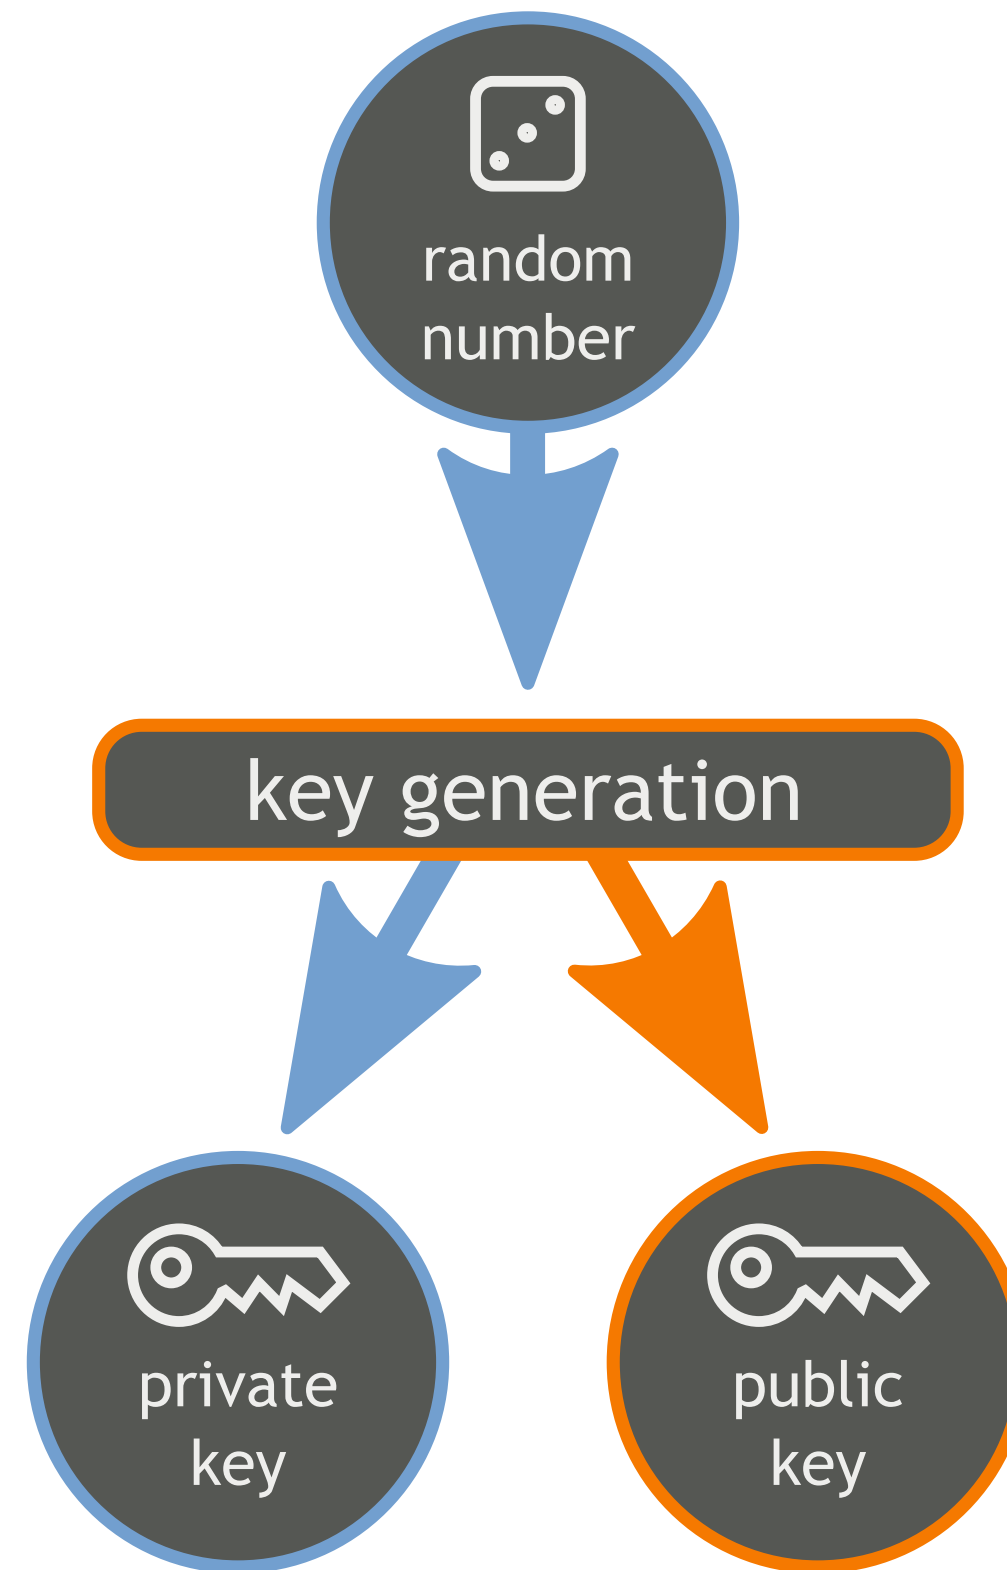 random
number
key generation
private
key
public
key